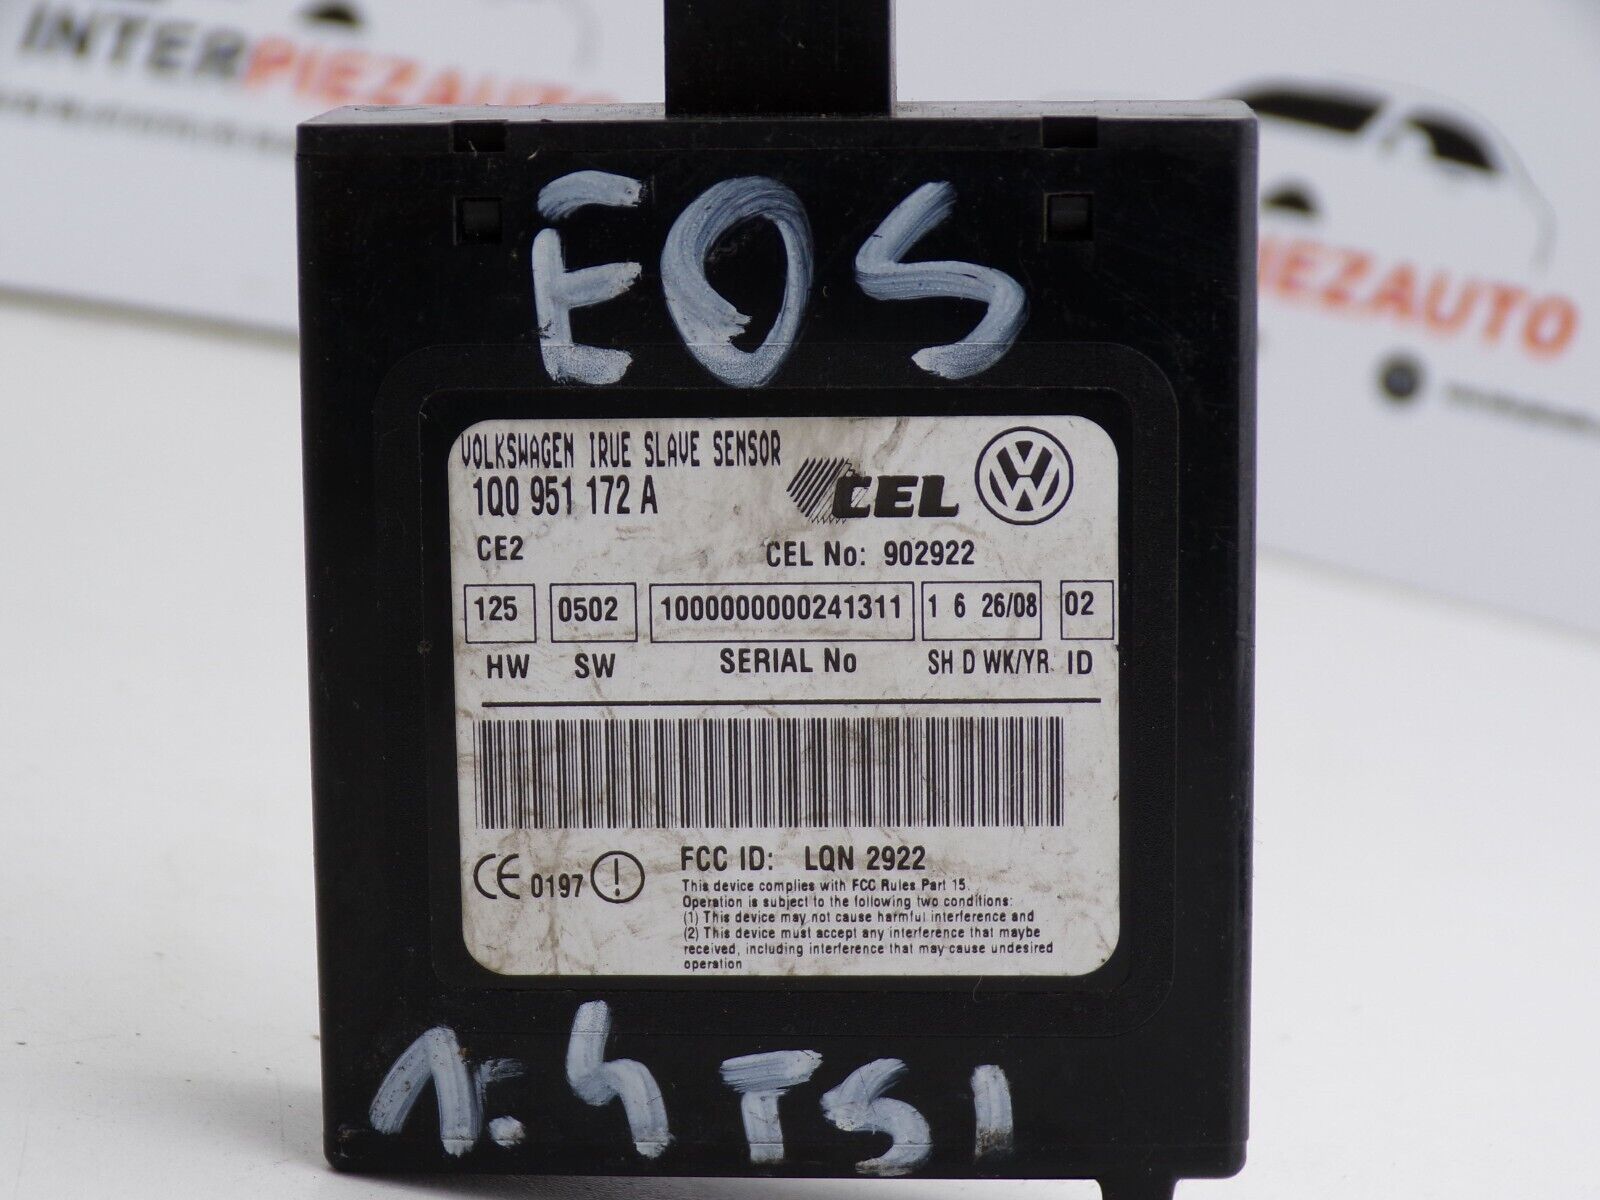 INTERPIEZAUTO
EOS
PIEZAUTO
VOLKSWAGEN IRUE SLAVE SENSOR
1Q0 951 172 A
CEL
VW
CE2
CEL No: 902922
125 0502 1000000000241311 1 6 26/08 02
HW SW SERIAL No SH D WK/YR ID
CE 0197 !
FCC ID: LQN 2922
This device complies with FCC Rules Part 15.
Operation is subject to the following two conditions:
(1) This device may not cause harmful interference and
(2) This device must accept any interference that maybe
received, including interference that may cause undesired
operation
1.4 TSI